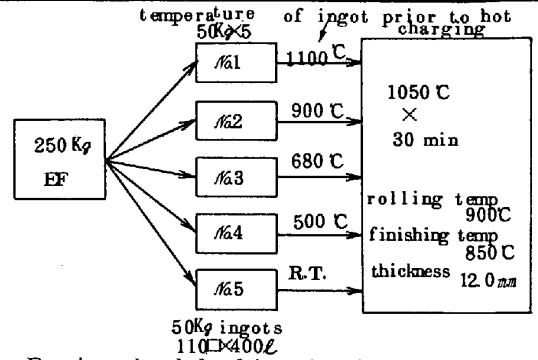 temperature of ingot prior to hot charging
50Kg×5
250 Kg
EF
No.1
1100℃
No.2
900℃
No.3
680℃
No.4
500℃
No.5
R.T.
1050℃
×
30 min
rolling temp
900℃
finishing temp
850℃
thickness
12.0mm
50Kg ingots
110□×400ℓ